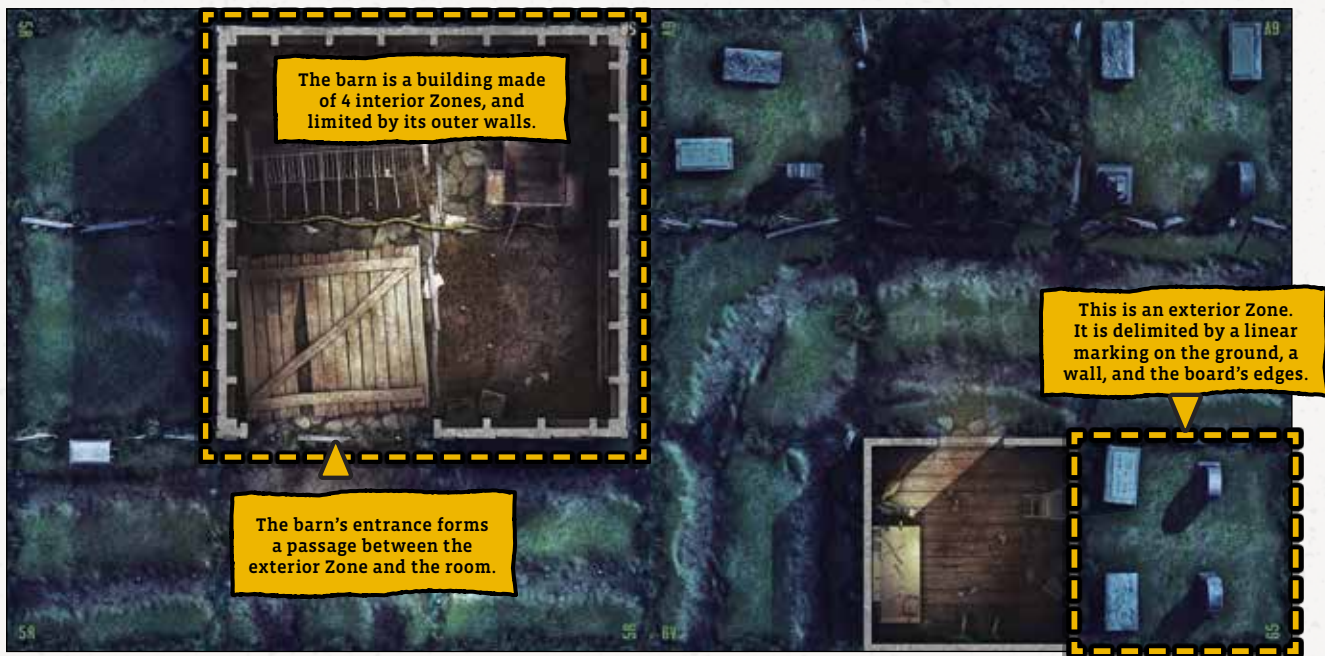 The barn is a building made
of 4 interior Zones, and
limited by its outer walls.
This is an exterior Zone.
It is delimited by a linear
marking on the ground, a
wall, and the board's edges.
The barn's entrance forms
a passage between the
exterior Zone and the room.